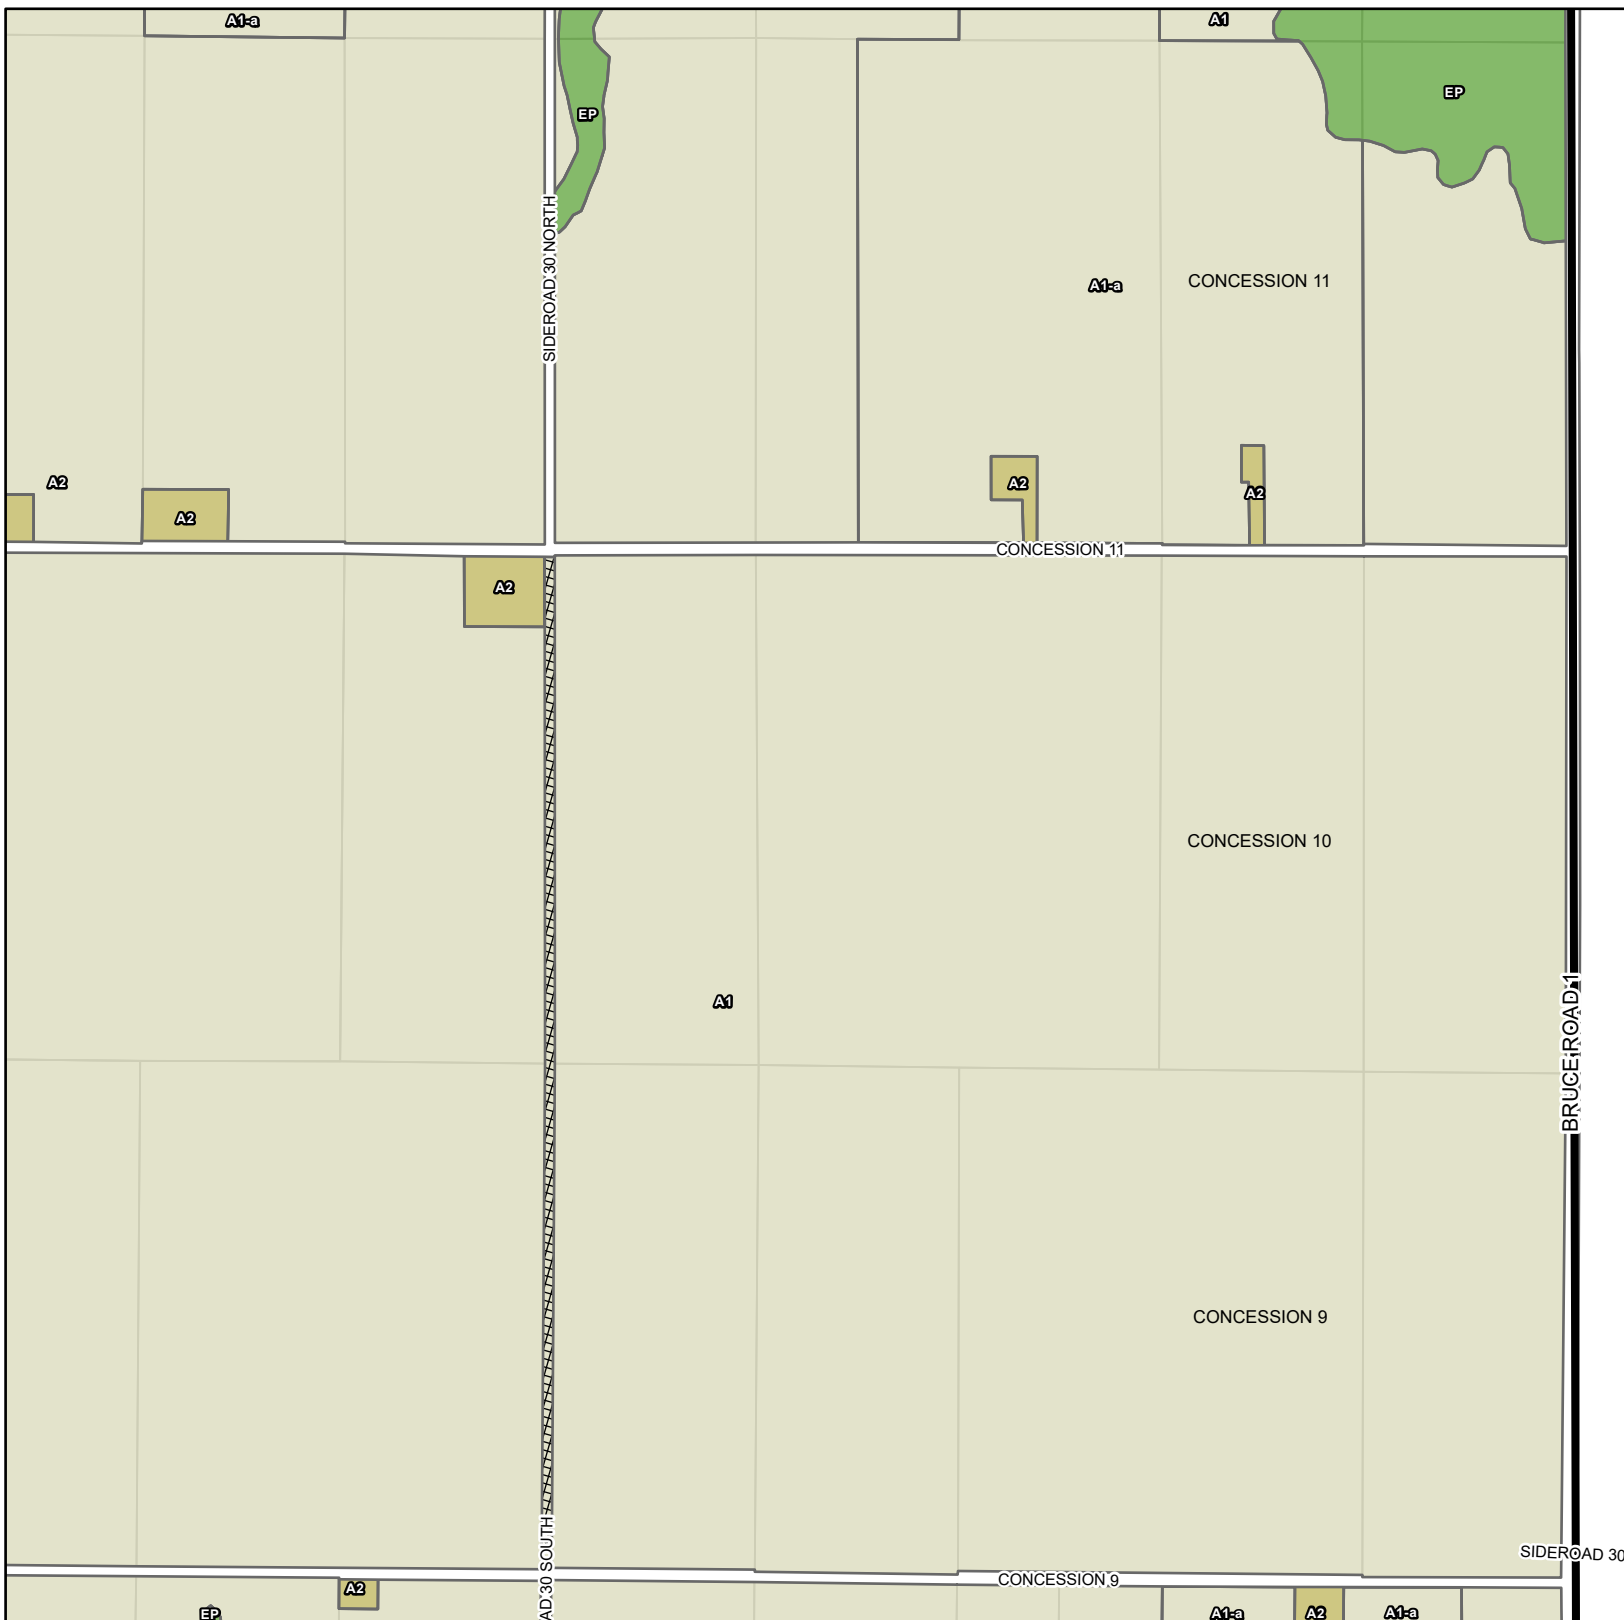 A1-a
A1
EP
EP
SIDEROAD 30 NORTH
A1-a
CONCESSION 11
A2
A2
A2
A2
CONCESSION 11
A2
CONCESSION 10
A1
BRUCE ROAD 1
CONCESSION 9
AD 30 SOUTH
SIDEROAD 30
CONCESSION 9
A2
EP
A1-a
A2
A1-a